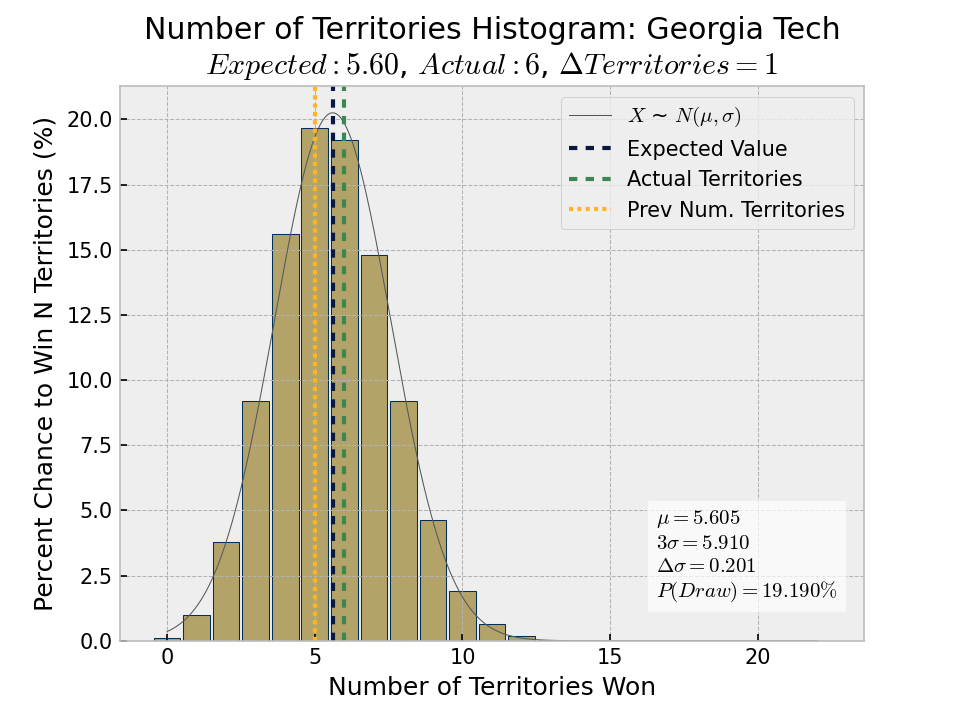 Number of Territories Histogram: Georgia Tech
Expected : 5.60, Actual : 6, ΔTerritories = 1
Percent Chance to Win N Territories (%)
20.0
17.5
15.0
12.5
10.0
7.5
5.0
2.5
0.0
X ∼ N(μ, σ)
Expected Value
Actual Territories
Prev Num. Territories
μ = 5.605
3σ = 5.910
Δσ = 0.201
P(Draw) = 19.190%
0 5 10 15 20
Number of Territories Won